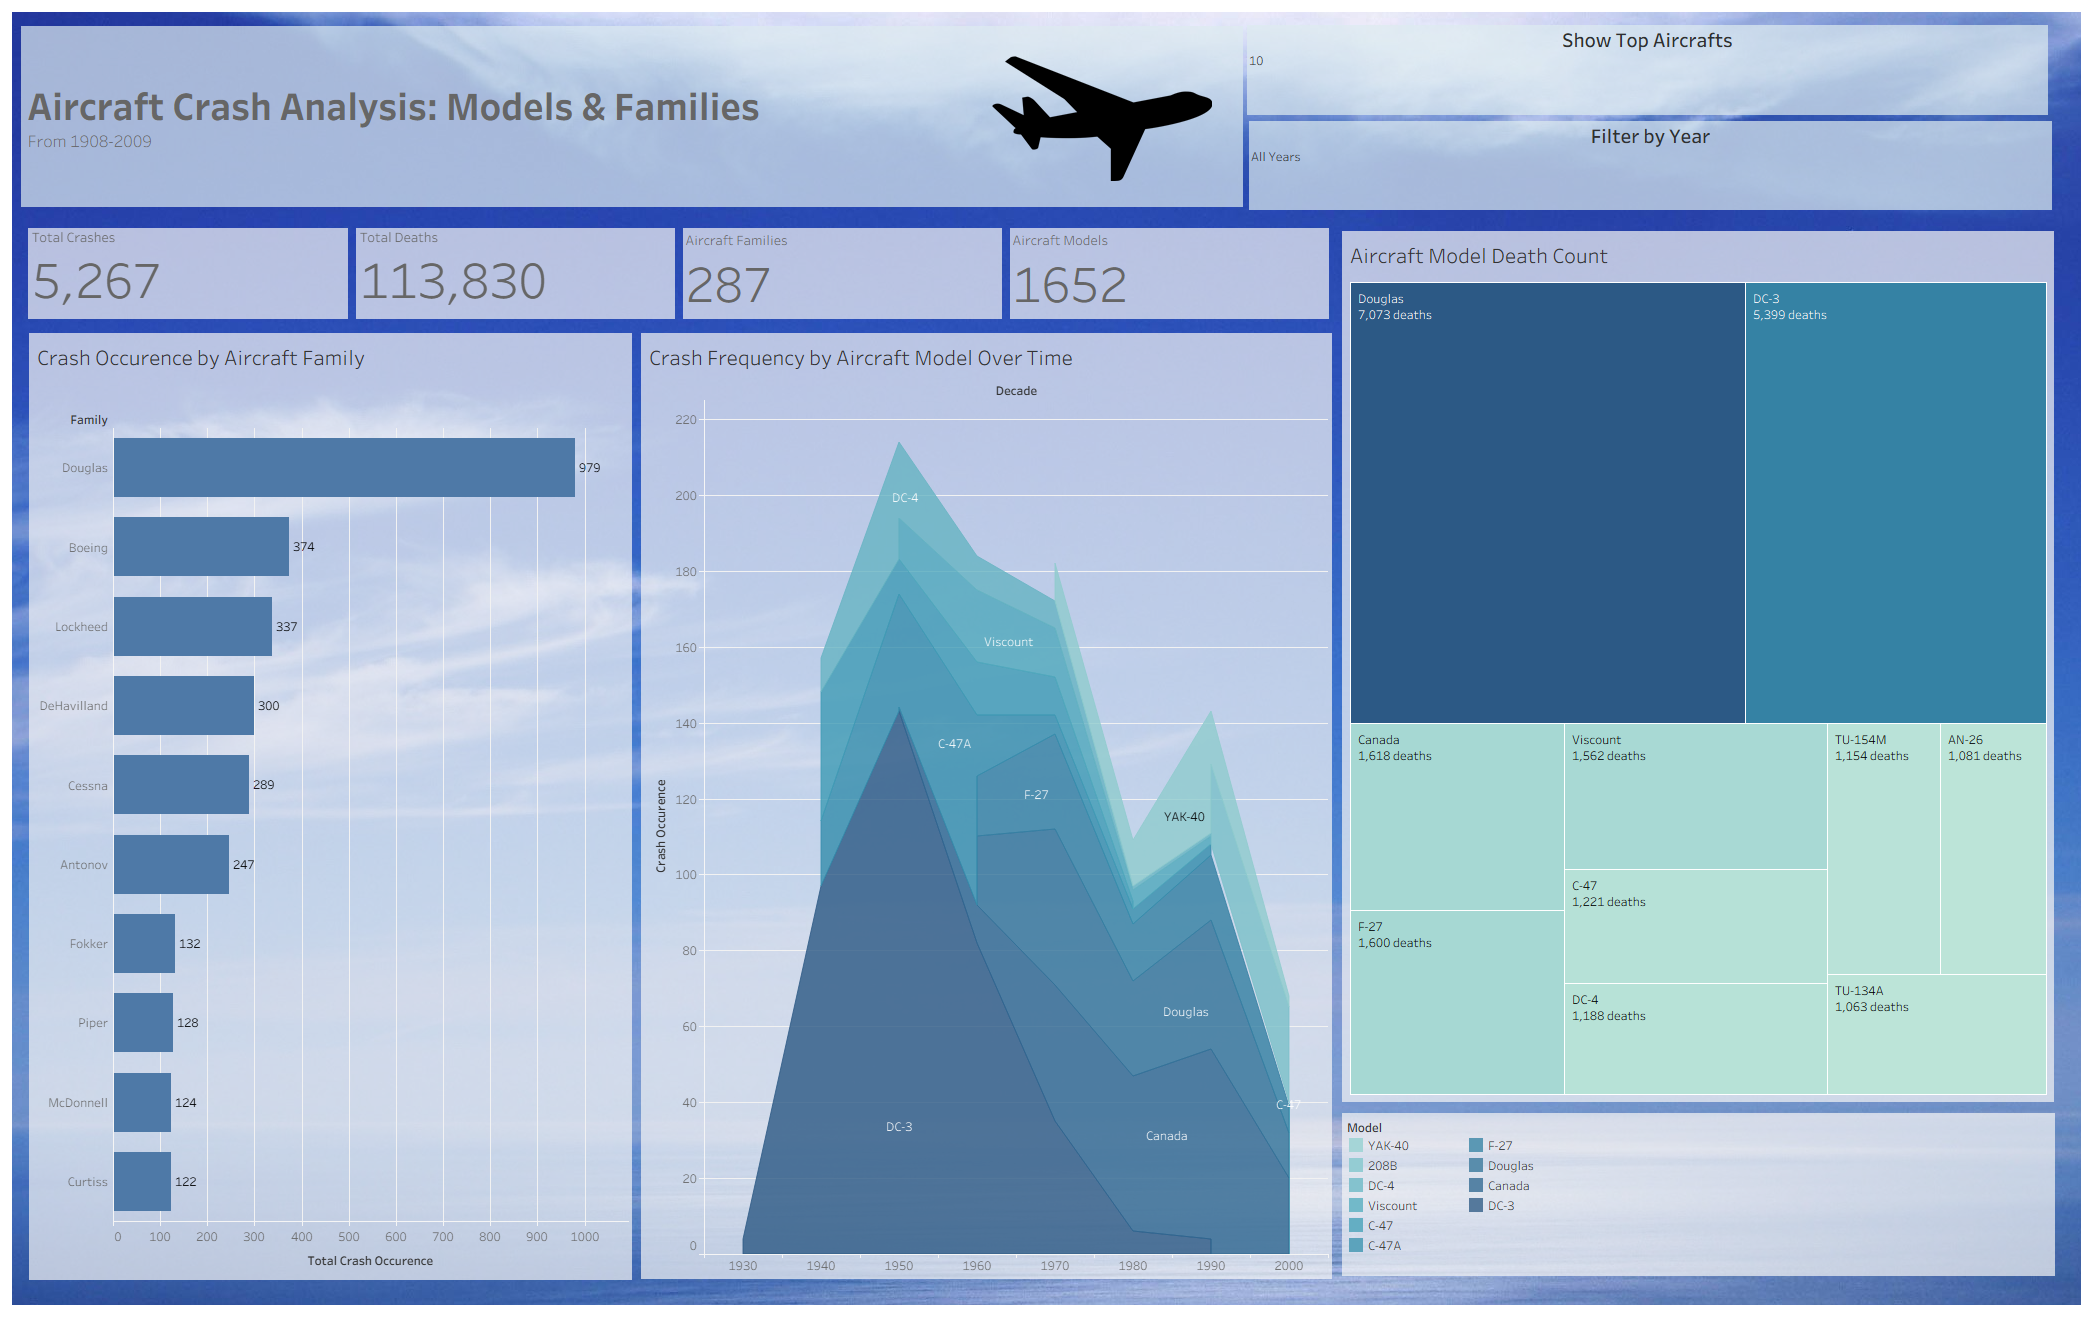 Aircraft Crash Analysis: Models & Families
From 1908-2009
Show Top Aircrafts
10
Filter by Year
All Years
Total Crashes
5,267
Total Deaths
113,830
Aircraft Families
287
Aircraft Models
1652
Crash Occurence by Aircraft Family
Family
Douglas 979
Boeing 374
Lockheed 337
DeHavilland 300
Cessna 289
Antonov 247
Fokker 132
Piper 128
McDonnell 124
Curtiss 122
0 100 200 300 400 500 600 700 800 900 1000
Total Crash Occurence
Crash Frequency by Aircraft Model Over Time
Decade
Crash Occurence
220
200
180
160
140
120
100
80
60
40
20
0
DC-4
Viscount
C-47A
F-27
YAK-40
Douglas
C-47
DC-3
Canada
1930 1940 1950 1960 1970 1980 1990 2000
Aircraft Model Death Count
Douglas
7,073 deaths
DC-3
5,399 deaths
Canada
1,618 deaths
F-27
1,600 deaths
Viscount
1,562 deaths
C-47
1,221 deaths
DC-4
1,188 deaths
TU-154M
1,154 deaths
AN-26
1,081 deaths
TU-134A
1,063 deaths
Model
YAK-40
208B
DC-4
Viscount
C-47
C-47A
F-27
Douglas
Canada
DC-3